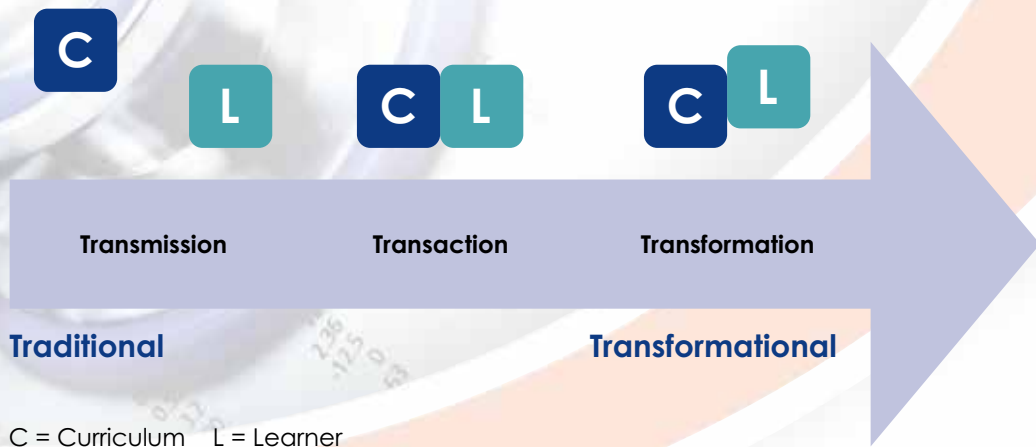 C
L
C L
C L
Transmission Transaction Transformation
Traditional Transformational
C = Curriculum L = Learner